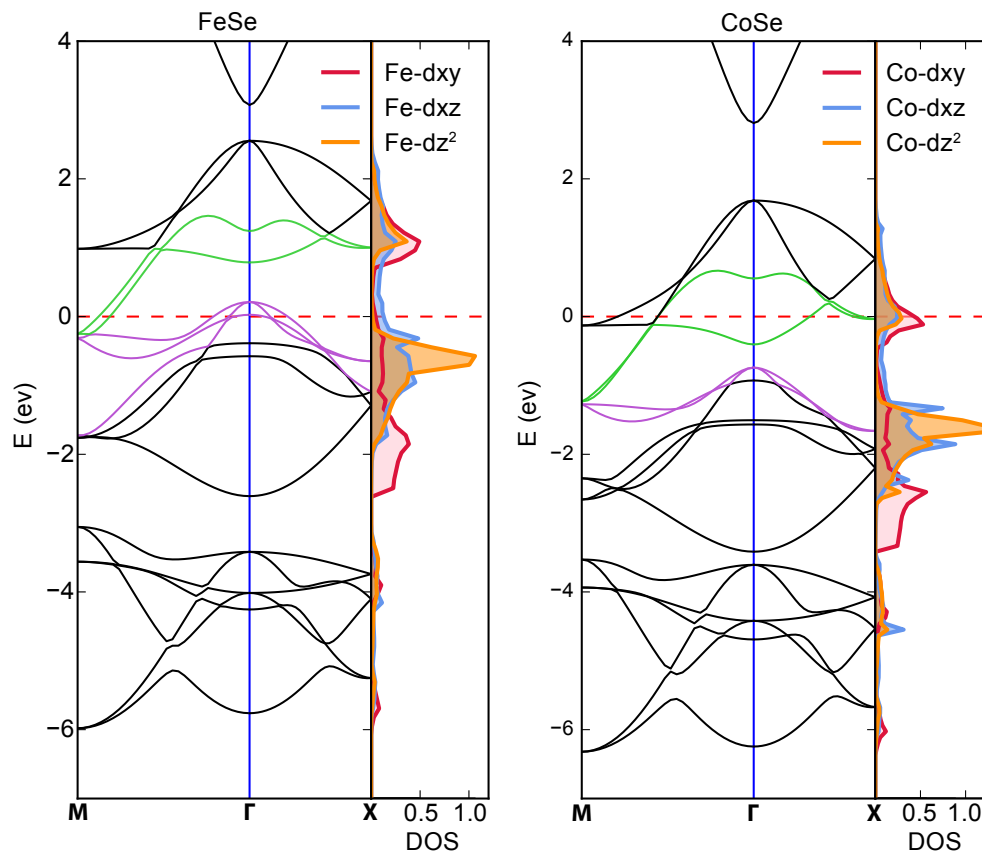 FeSe
E (ev)
4
2
0
−2
−4
−6
Fe-dxy
Fe-dxz
Fe-dz²
M
Γ
X
0.5
1.0
DOS
CoSe
E (ev)
4
2
0
−2
−4
−6
Co-dxy
Co-dxz
Co-dz²
M
Γ
X
0.5
1.0
DOS